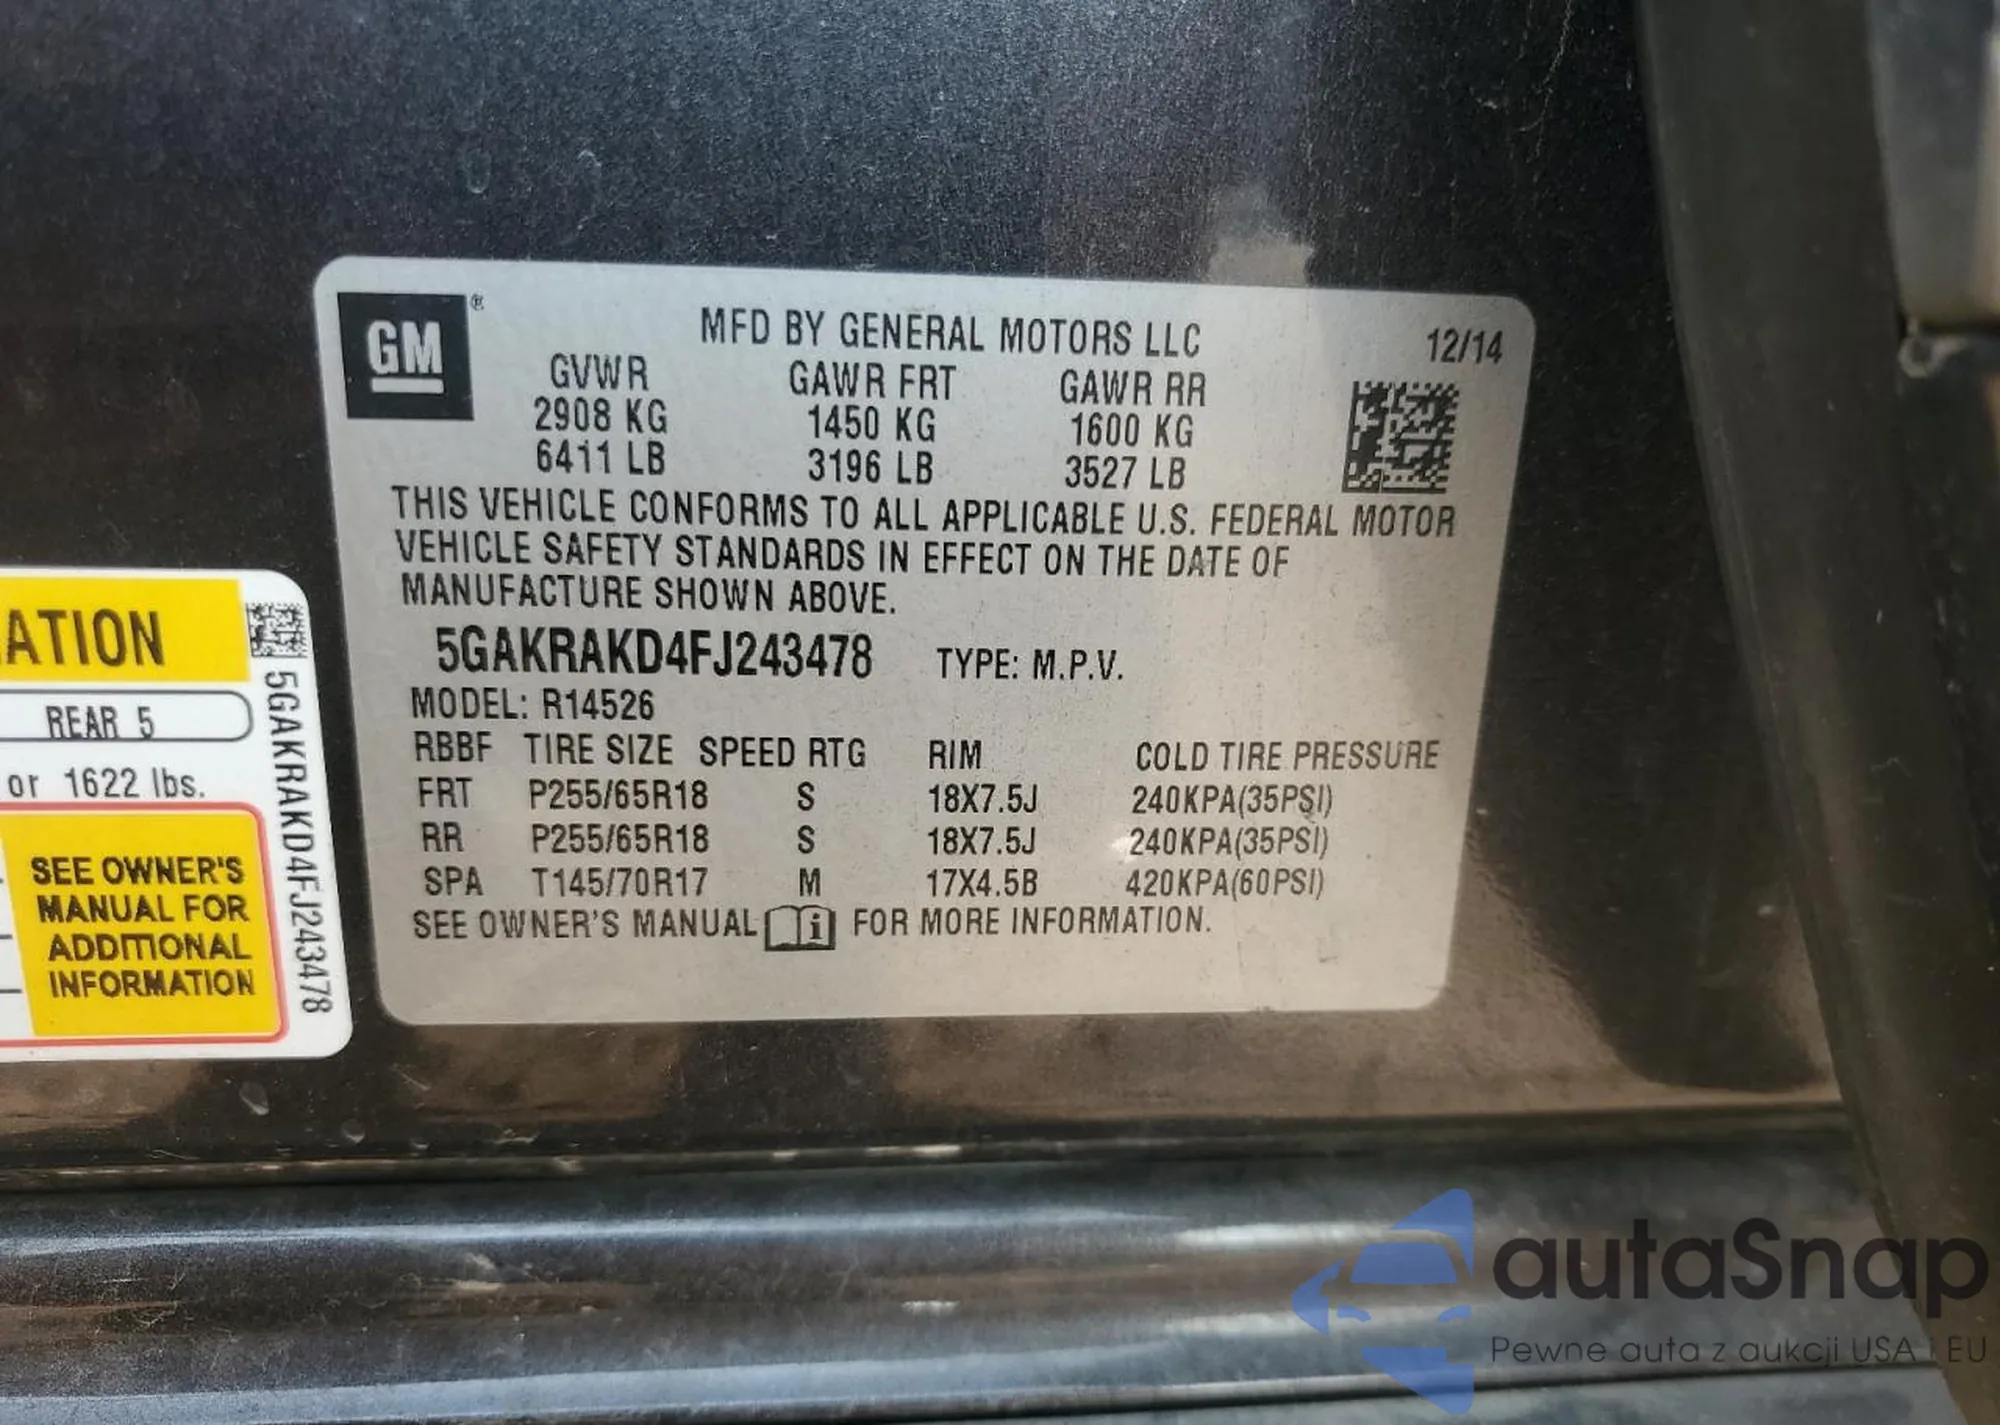 GM
®
MFD BY GENERAL MOTORS LLC
12/14
GVWR GAWR FRT GAWR RR
2908 KG 1450 KG 1600 KG
6411 LB 3196 LB 3527 LB
THIS VEHICLE CONFORMS TO ALL APPLICABLE U.S. FEDERAL MOTOR
VEHICLE SAFETY STANDARDS IN EFFECT ON THE DATE OF
MANUFACTURE SHOWN ABOVE.
5GAKRAKD4FJ243478 TYPE: M.P.V.
MODEL: R14526
RBBF TIRE SIZE SPEED RTG RIM COLD TIRE PRESSURE
FRT P255/65R18 S 18X7.5J 240KPA(35PSI)
RR P255/65R18 S 18X7.5J 240KPA(35PSI)
SPA T145/70R17 M 17X4.5B 420KPA(60PSI)
SEE OWNER'S MANUAL i FOR MORE INFORMATION.
ATION
REAR 5
or 1622 lbs.
SEE OWNER'S
MANUAL FOR
ADDITIONAL
INFORMATION
5GAKRAKD4FJ243478
autaSnap
Pewne auta z aukcji USA i EU